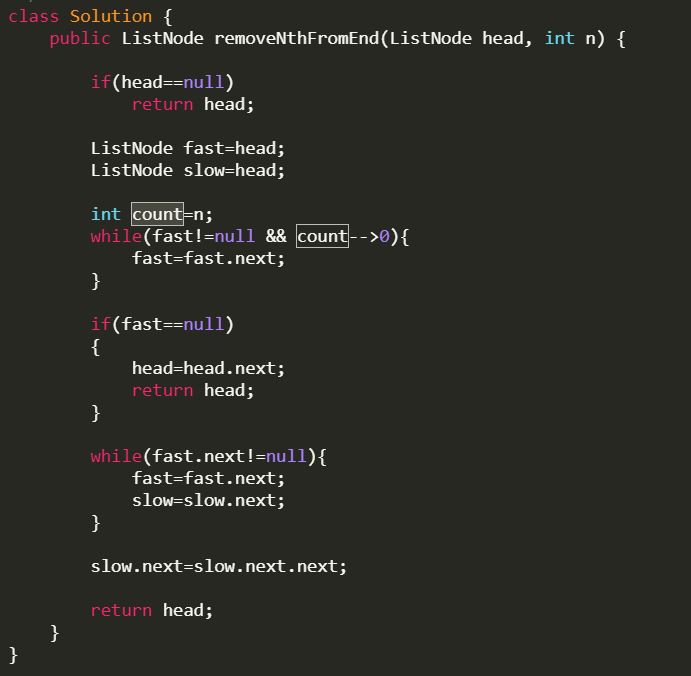 class Solution {
    public ListNode removeNthFromEnd(ListNode head, int n) {
        if(head==null)
            return head;
        ListNode fast=head;
        ListNode slow=head;
        int count=n;
        while(fast!=null && count-->0){
            fast=fast.next;
        }
        if(fast==null)
        {
            head=head.next;
            return head;
        }
        while(fast.next!=null){
            fast=fast.next;
            slow=slow.next;
        }
        slow.next=slow.next.next;
        return head;
    }
}